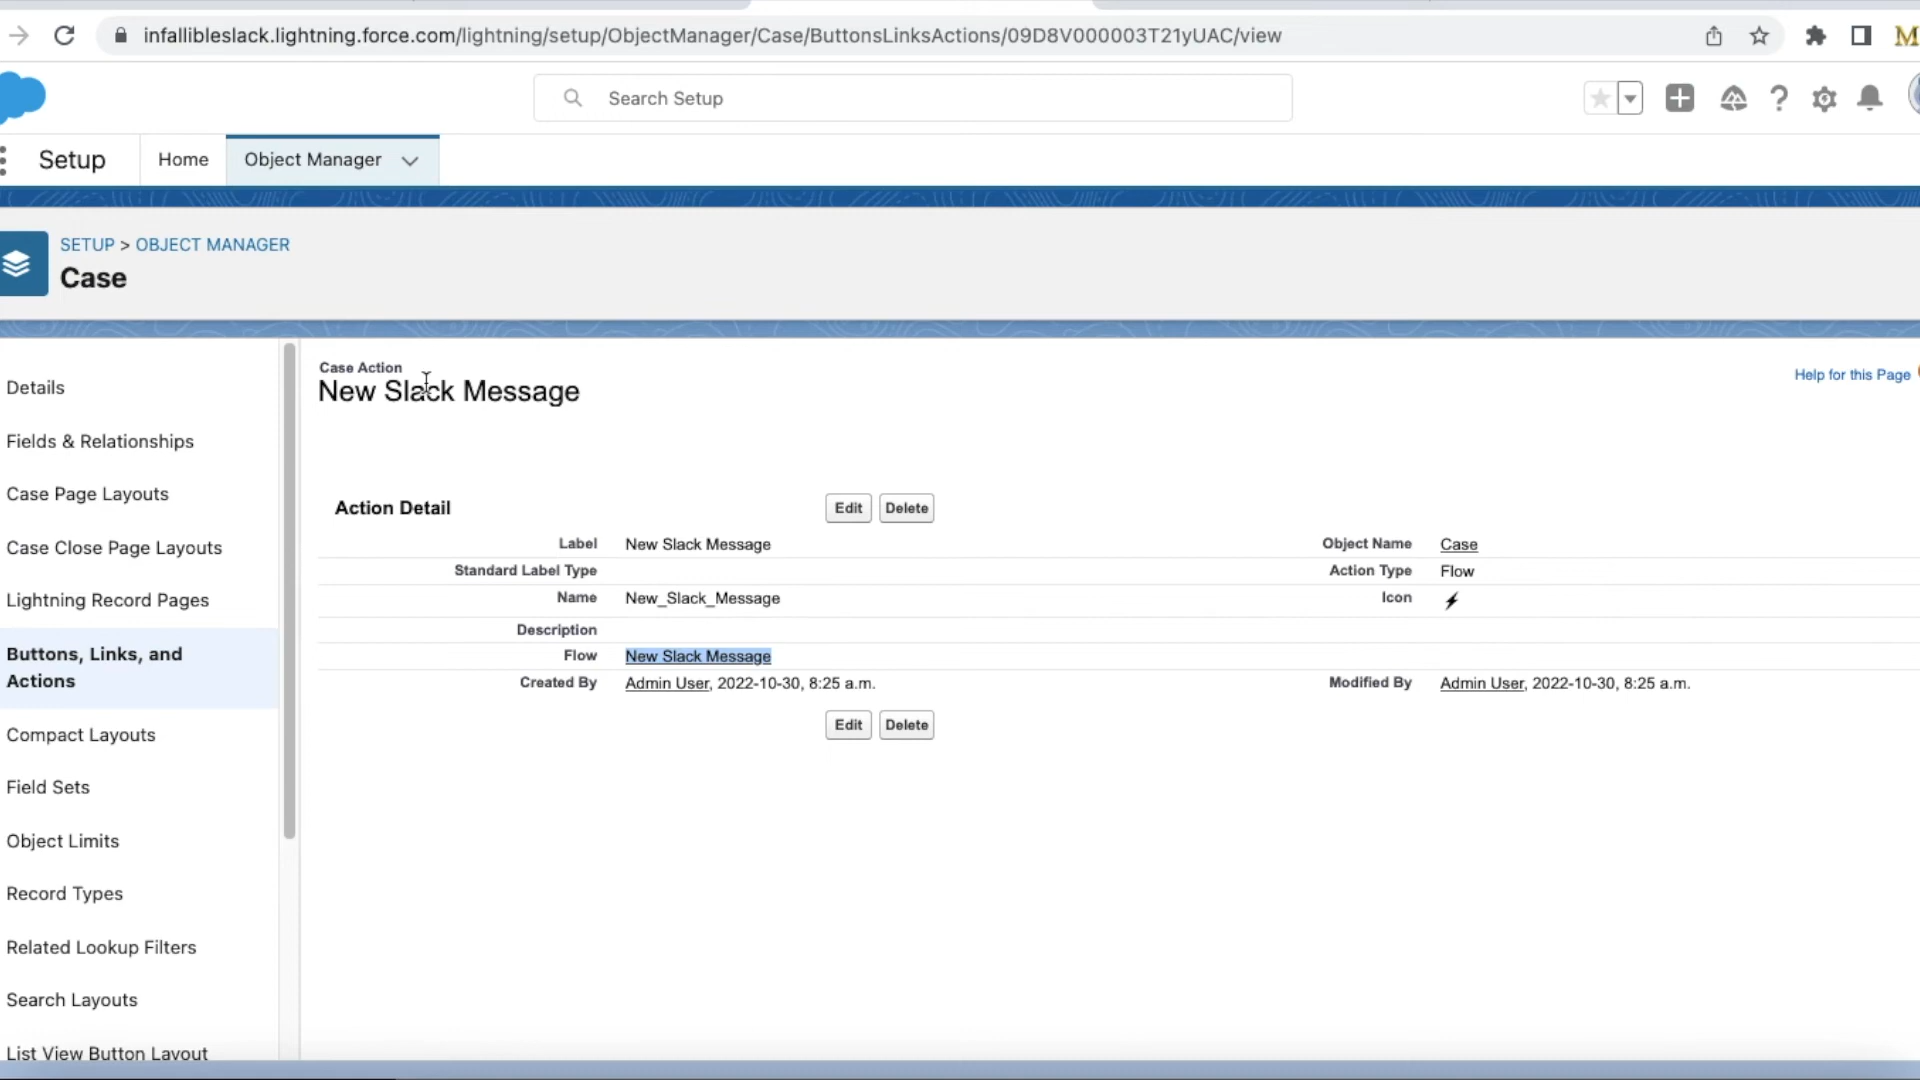 infallibleslack.lightning.force.com/lightning/setup/ObjectManager/Case/ButtonsLinksActions/09D8V000003T21yUAC/view
M
Search Setup
Setup
Home
Object Manager
SETUP > OBJECT MANAGER
Case
Details
Fields & Relationships
Case Page Layouts
Case Close Page Layouts
Lightning Record Pages
Buttons, Links, and
Actions
Compact Layouts
Field Sets
Object Limits
Record Types
Related Lookup Filters
Search Layouts
List View Button Layout
Case Action
New Slack Message
Help for this Page
Action Detail
Edit Delete
Label New Slack Message Object Name Case
Standard Label Type Action Type Flow
Name New_Slack_Message Icon
Description
Flow New Slack Message
Created By Admin User, 2022-10-30, 8:25 a.m. Modified By Admin User, 2022-10-30, 8:25 a.m.
Edit Delete